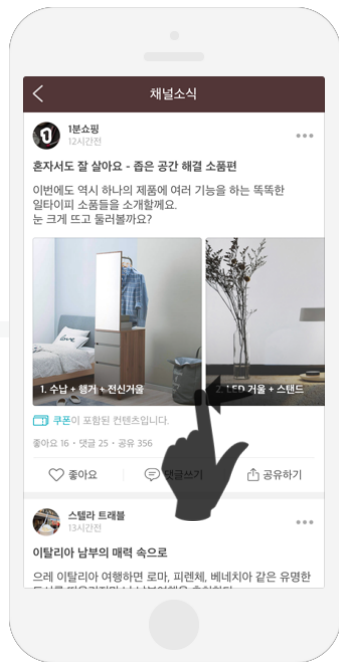 채널소식
1분쇼핑
12시간전
혼자서도 잘 살아요 - 좁은 공간 해결 소품편
이번에도 역시 하나의 제품에 여러 기능을 하는 똑똑한
일타이피 소품들을 소개할께요.
눈 크게 뜨고 둘러볼까요?
1. 수납 + 행거 + 전신거울
2. LED 거울 + 스탠드
쿠폰이 포함된 컨텐츠입니다.
좋아요 16 • 댓글 25 • 공유 356
좋아요
댓글쓰기
공유하기
스텔라 트래블
13시간전
이탈리아 남부의 매력 속으로
으레 이탈리아 여행하면 로마, 피렌체, 베네치아 같은 유명한